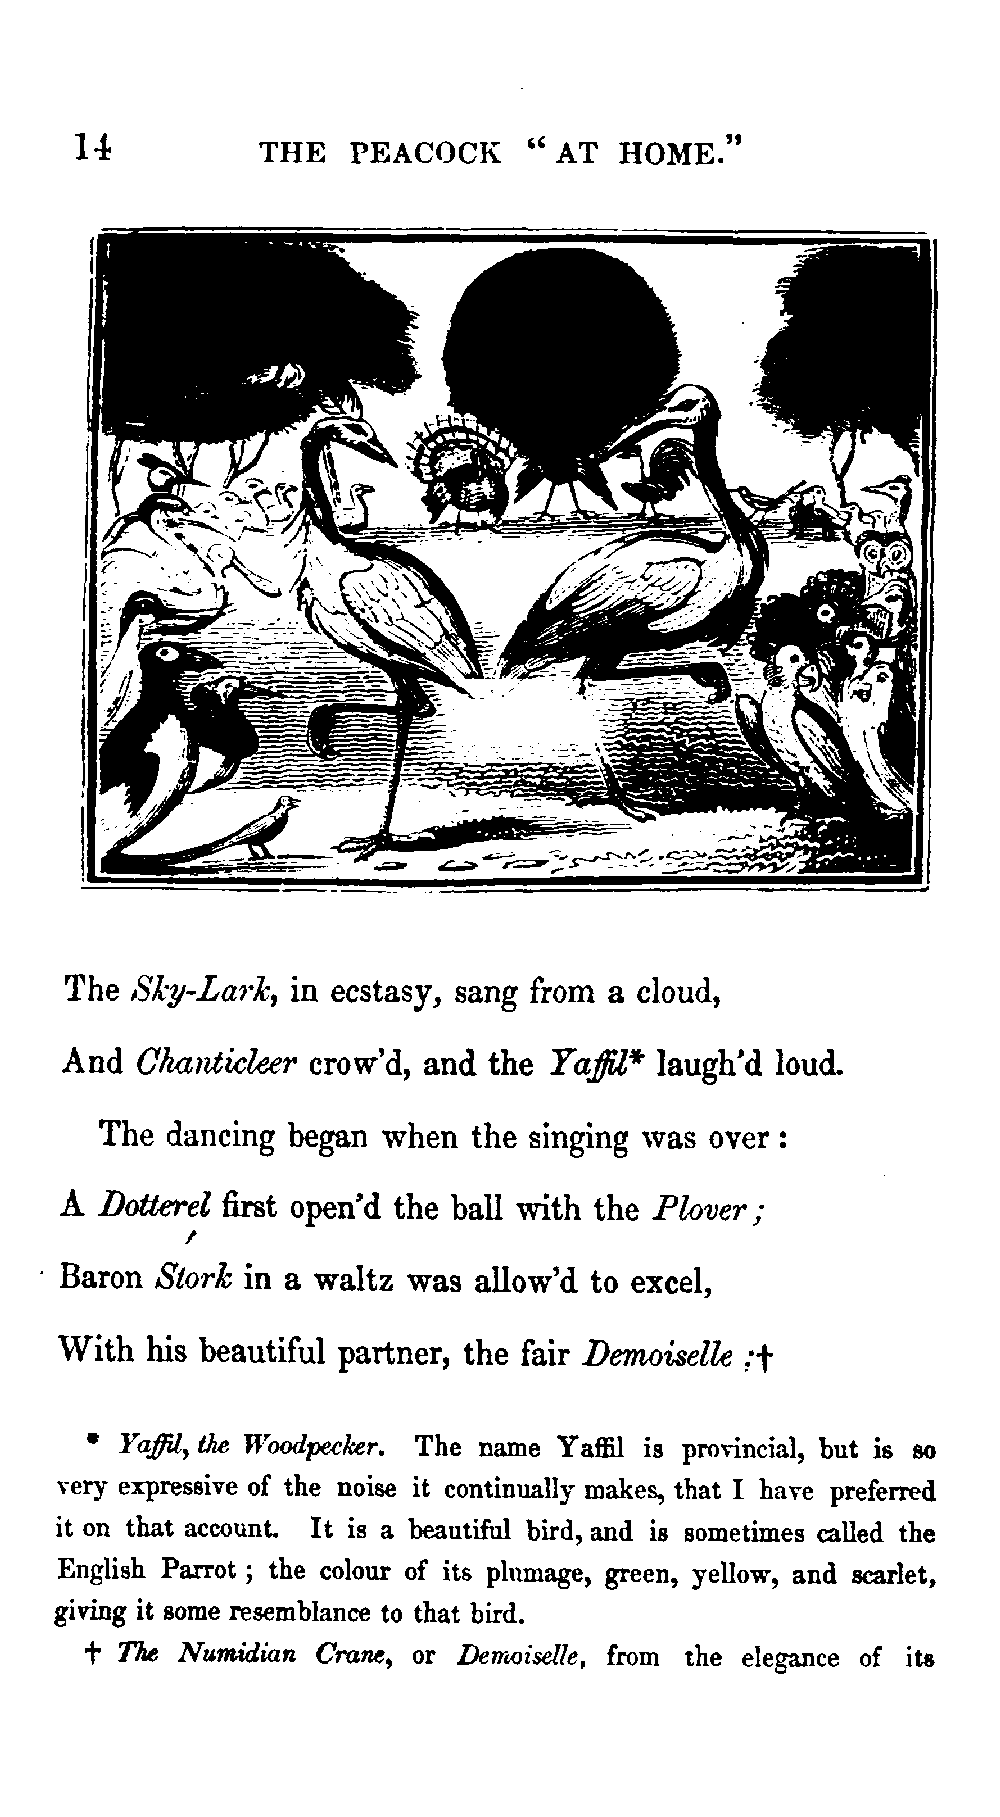 14 THE PEACOCK “AT HOME.”
The Sky-Lark, in ecstasy, sang from a cloud,
And Chanticleer crow’d, and the Yaffil* laugh’d loud.
The dancing began when the singing was over :
A Dotterel first open’d the ball with the Plover ;
Baron Stork in a waltz was allow’d to excel,
With his beautiful partner, the fair Demoiselle ;†
* Yaffil, the Woodpecker. The name Yaffil is provincial, but is so
very expressive of the noise it continually makes, that I have preferred
it on that account. It is a beautiful bird, and is sometimes called the
English Parrot ; the colour of its plumage, green, yellow, and scarlet,
giving it some resemblance to that bird.
† The Numidian Crane, or Demoiselle, from the elegance of its